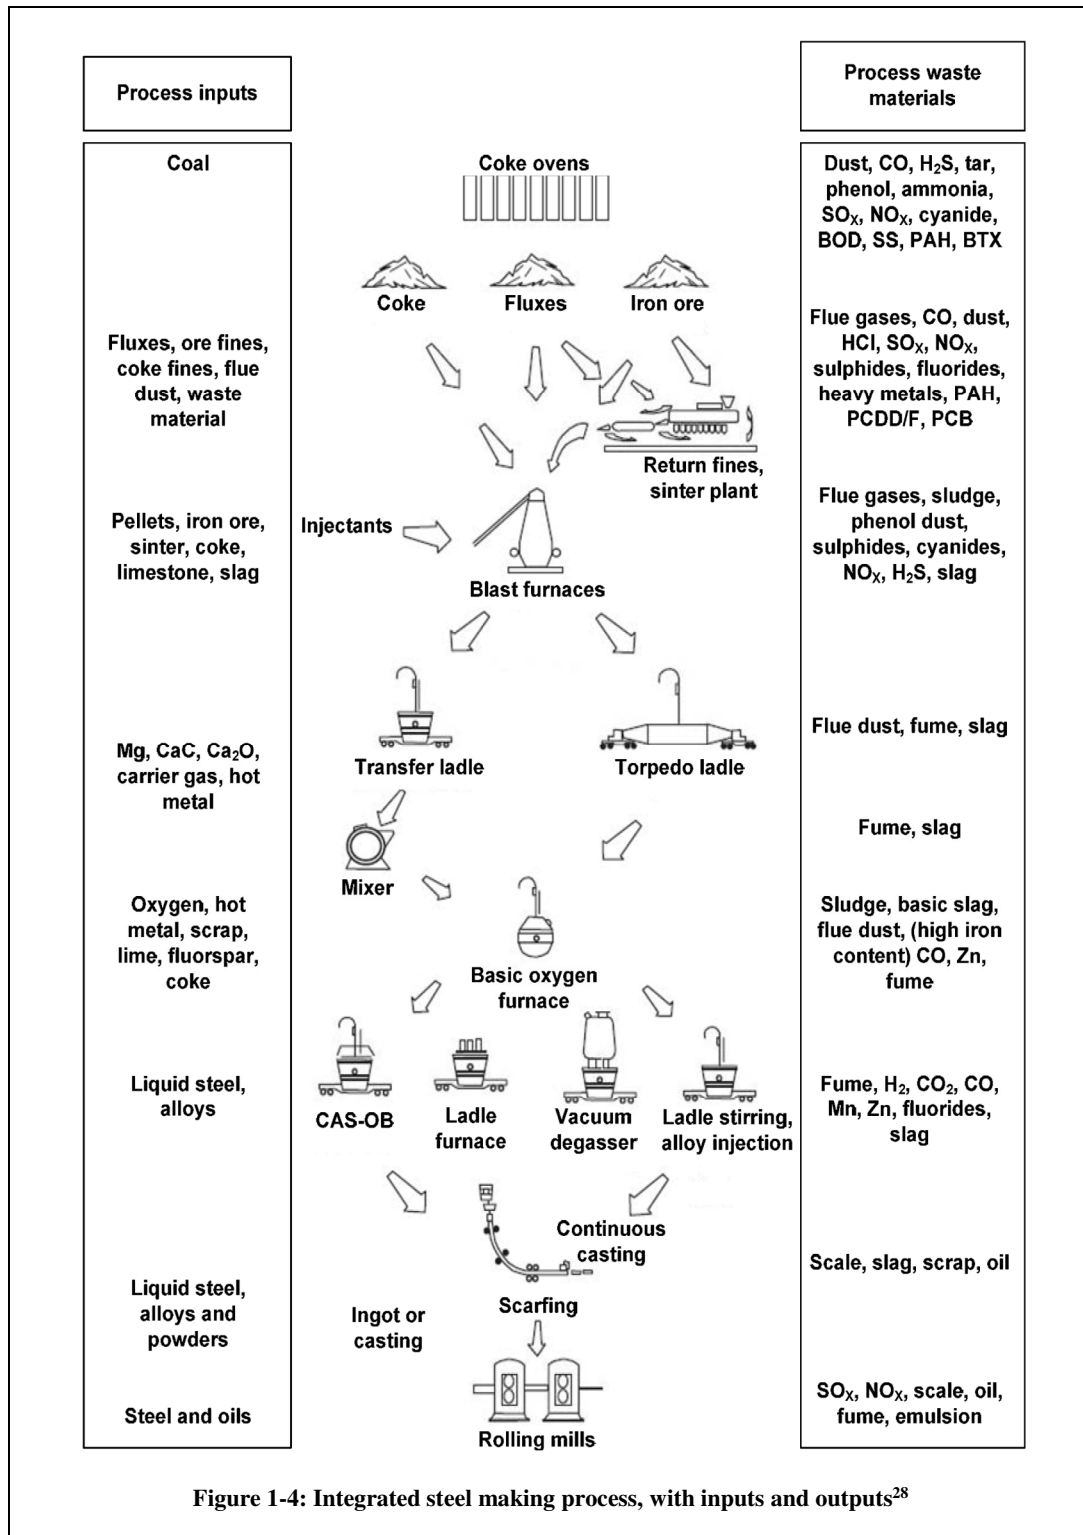 Process inputs
Process waste
materials
Coal
Coke ovens
Dust, CO, H₂S, tar,
phenol, ammonia,
SOₓ, NOₓ, cyanide,
BOD, SS, PAH, BTX
Coke
Fluxes
Iron ore
Fluxes, ore fines,
coke fines, flue
dust, waste
material
Flue gases, CO, dust,
HCl, SOₓ, NOₓ,
sulphides, fluorides,
heavy metals, PAH,
PCDD/F, PCB
Return fines,
sinter plant
Pellets, iron ore,
sinter, coke,
limestone, slag
Injectants
Blast furnaces
Flue gases, sludge,
phenol dust,
sulphides, cyanides,
NOₓ, H₂S, slag
Mg, CaC, Ca₂O,
carrier gas, hot
metal
Transfer ladle
Torpedo ladle
Flue dust, fume, slag
Mixer
Fume, slag
Oxygen, hot
metal, scrap,
lime, fluorspar,
coke
Basic oxygen
furnace
Sludge, basic slag,
flue dust, (high iron
content) CO, Zn,
fume
Liquid steel,
alloys
CAS-OB
Ladle
furnace
Vacuum
degasser
Ladle stirring,
alloy injection
Fume, H₂, CO₂, CO,
Mn, Zn, fluorides,
slag
Continuous
casting
Scale, slag, scrap, oil
Liquid steel,
alloys and
powders
Ingot or
casting
Scarfing
Steel and oils
Rolling mills
SOₓ, NOₓ, scale, oil,
fume, emulsion
Figure 1-4: Integrated steel making process, with inputs and outputs²⁸